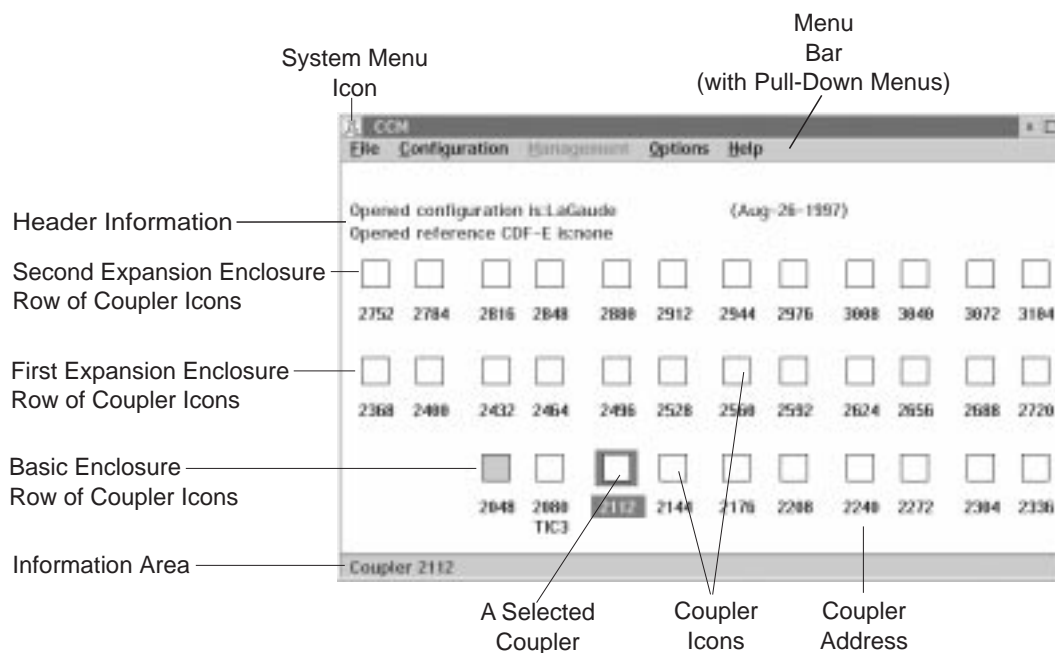 Menu
Bar
(with Pull-Down Menus)
System Menu
Icon
CCM
File Configuration Management Options Help
Header Information
Opened configuration is:LaGaude (Aug-26-1997)
Opened reference CDF-E is:none
Second Expansion Enclosure
Row of Coupler Icons
2752 2784 2816 2848 2880 2912 2944 2976 3008 3040 3072 3104
First Expansion Enclosure
Row of Coupler Icons
2368 2400 2432 2464 2496 2528 2560 2592 2624 2656 2688 2720
Basic Enclosure
Row of Coupler Icons
2048 2080 2112 2144 2176 2208 2240 2272 2304 2336
TIC3
Information Area
Coupler 2112
A Selected
Coupler
Coupler
Icons
Coupler
Address